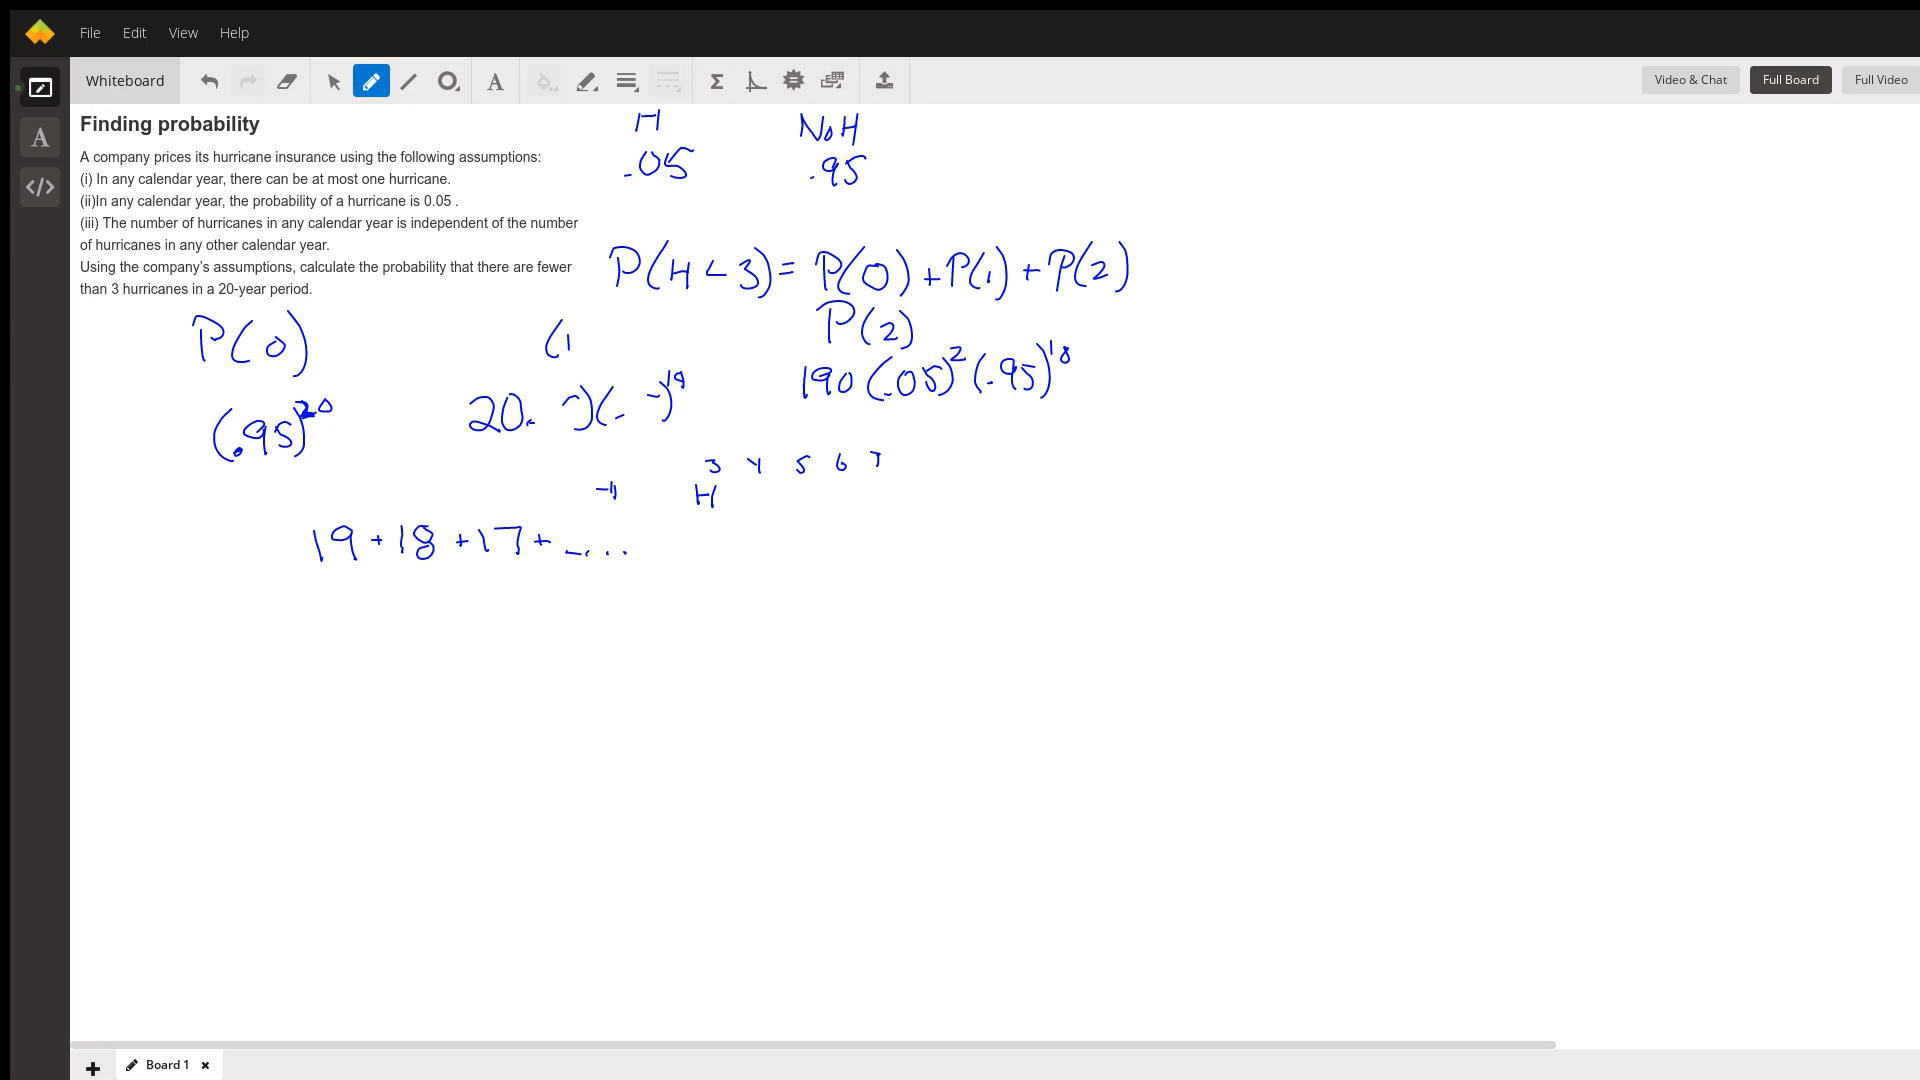 File Edit View Help
Whiteboard
Video & Chat Full Board Full Video
Finding probability
A company prices its hurricane insurance using the following assumptions:
(i) In any calendar year, there can be at most one hurricane.
(ii)In any calendar year, the probability of a hurricane is 0.05 .
(iii) The number of hurricanes in any calendar year is independent of the number
of hurricanes in any other calendar year.
Using the company's assumptions, calculate the probability that there are fewer
than 3 hurricanes in a 20-year period.
H No H
.05 .95
P(H < 3) = P(0) + P(1) + P(2)
P(0) (1 P(2)
(.95)^20 20. )(. )^19 190 (.05)^2 (.95)^18
3 4 5 6 7
H
19 + 18 + 17 + ....
Board 1